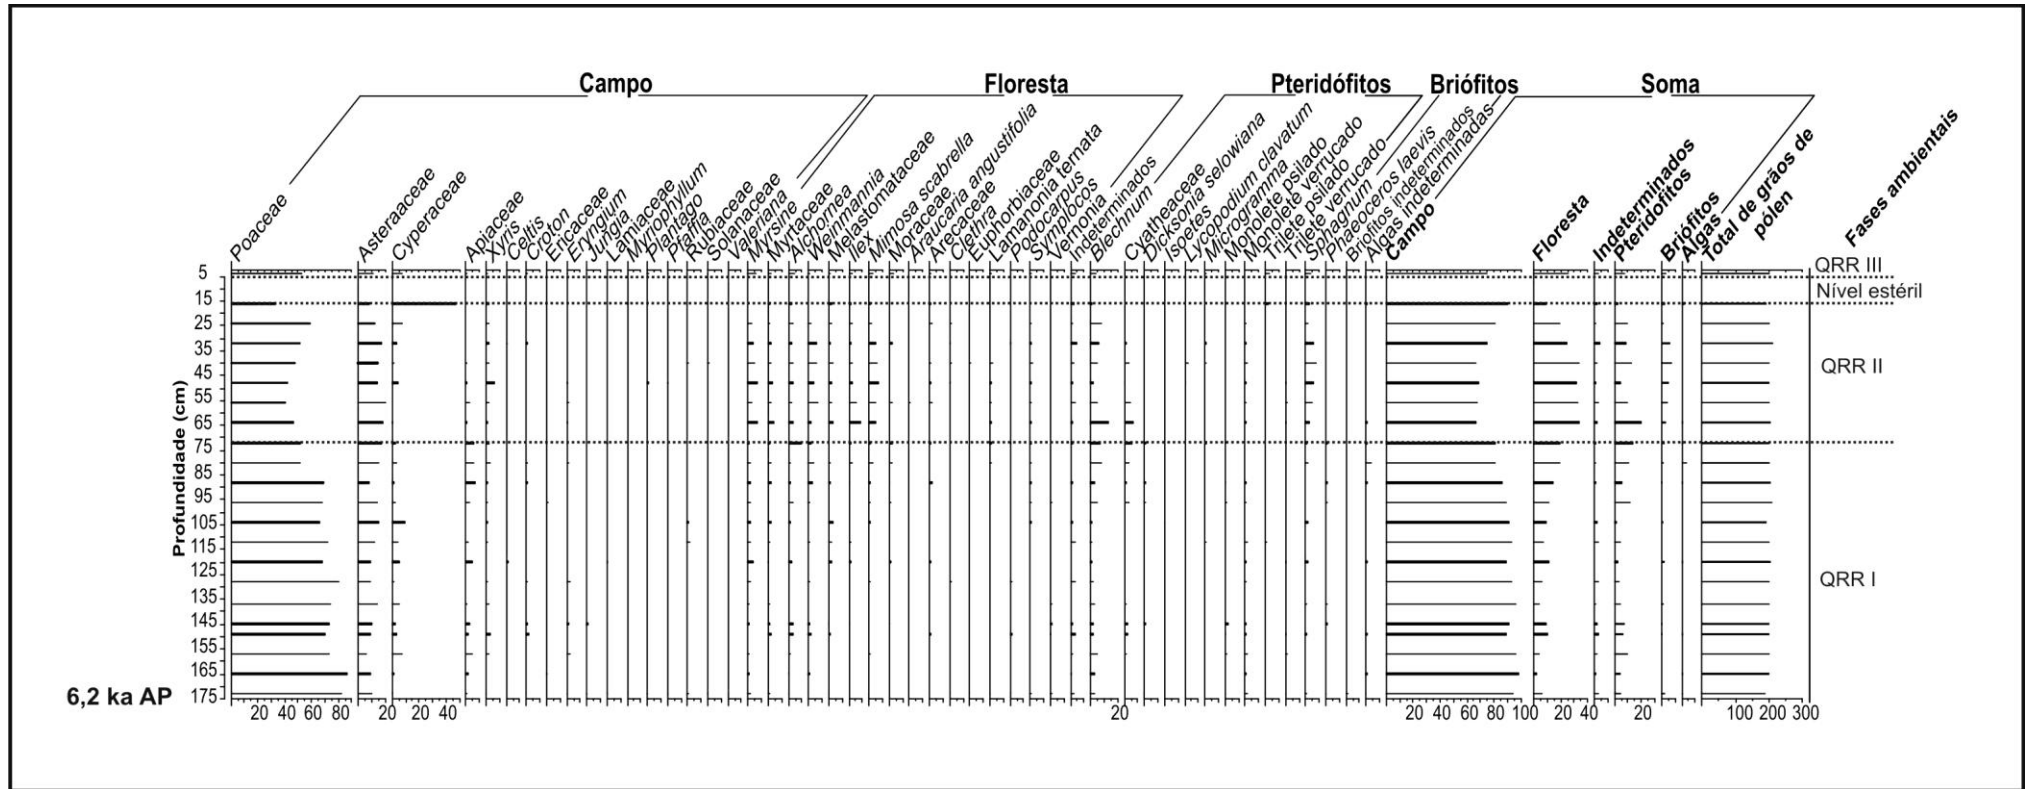 Campo
Floresta
Pteridófitos
Briófitos
Soma
Poaceae
Asteraaceae
Cyperaceae
Apiaceae
Xyris
Celtis
Croton
Ericaceae
Eryngium
Jungia
Lamiaceae
Myriophyllum
Plantago
Pfaffia
Rubiaceae
Solanaceae
Valeriana
Myrsine
Myrtaceae
Alchornea
Weinmannia
Melastomataceae
Ilex
Mimosa scabrella
Moraceae
Araucaria angustifolia
Arecaceae
Clethra
Euphorbiaceae
Lamanonia ternata
Podocarpus
Symplocos
Vernonia
Indeterminados
Blechnum
Cyatheaceae
Dicksonia selowiana
Isoetes
Lycopodium clavatum
Microgramma
Monolete psilado
Monolete verrucado
Trilete psilado
Trilete verrucado
Sphagnum
Phaeoceros laevis
Briofitos indeterminados
Algas indeterminadas
Campo
Floresta
Indeterminados
Pteridofitos
Briófitos
Algas
Total de grãos de
pólen
Fases ambientais
Profundidade (cm)
5
15
25
35
45
55
65
75
85
95
105
115
125
135
145
155
165
175
QRR III
Nível estéril
QRR II
QRR I
6,2 ka AP
20 40 60 80 20 20 40 20 20 40 60 80 100 20 40 20 100 200 300